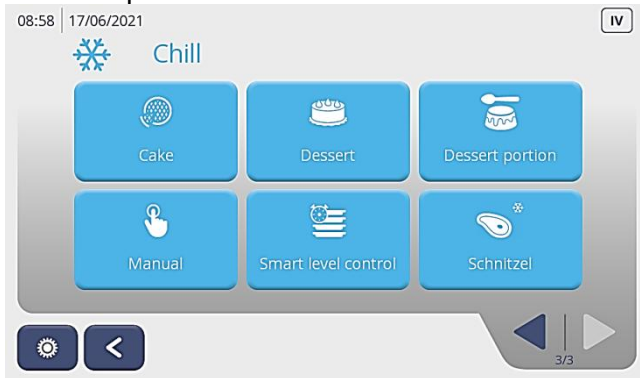 08:58 17/06/2021 IV
Chill
Cake Dessert Dessert portion
Manual Smart level control Schnitzel
3/3